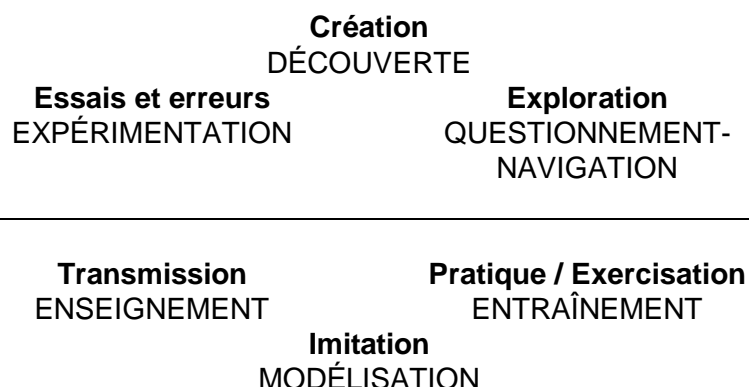 Création
DÉCOUVERTE
Essais et erreurs
EXPÉRIMENTATION
Exploration
QUESTIONNEMENT-
NAVIGATION
Transmission
ENSEIGNEMENT
Pratique / Exercisation
ENTRAÎNEMENT
Imitation
MODÉLISATION